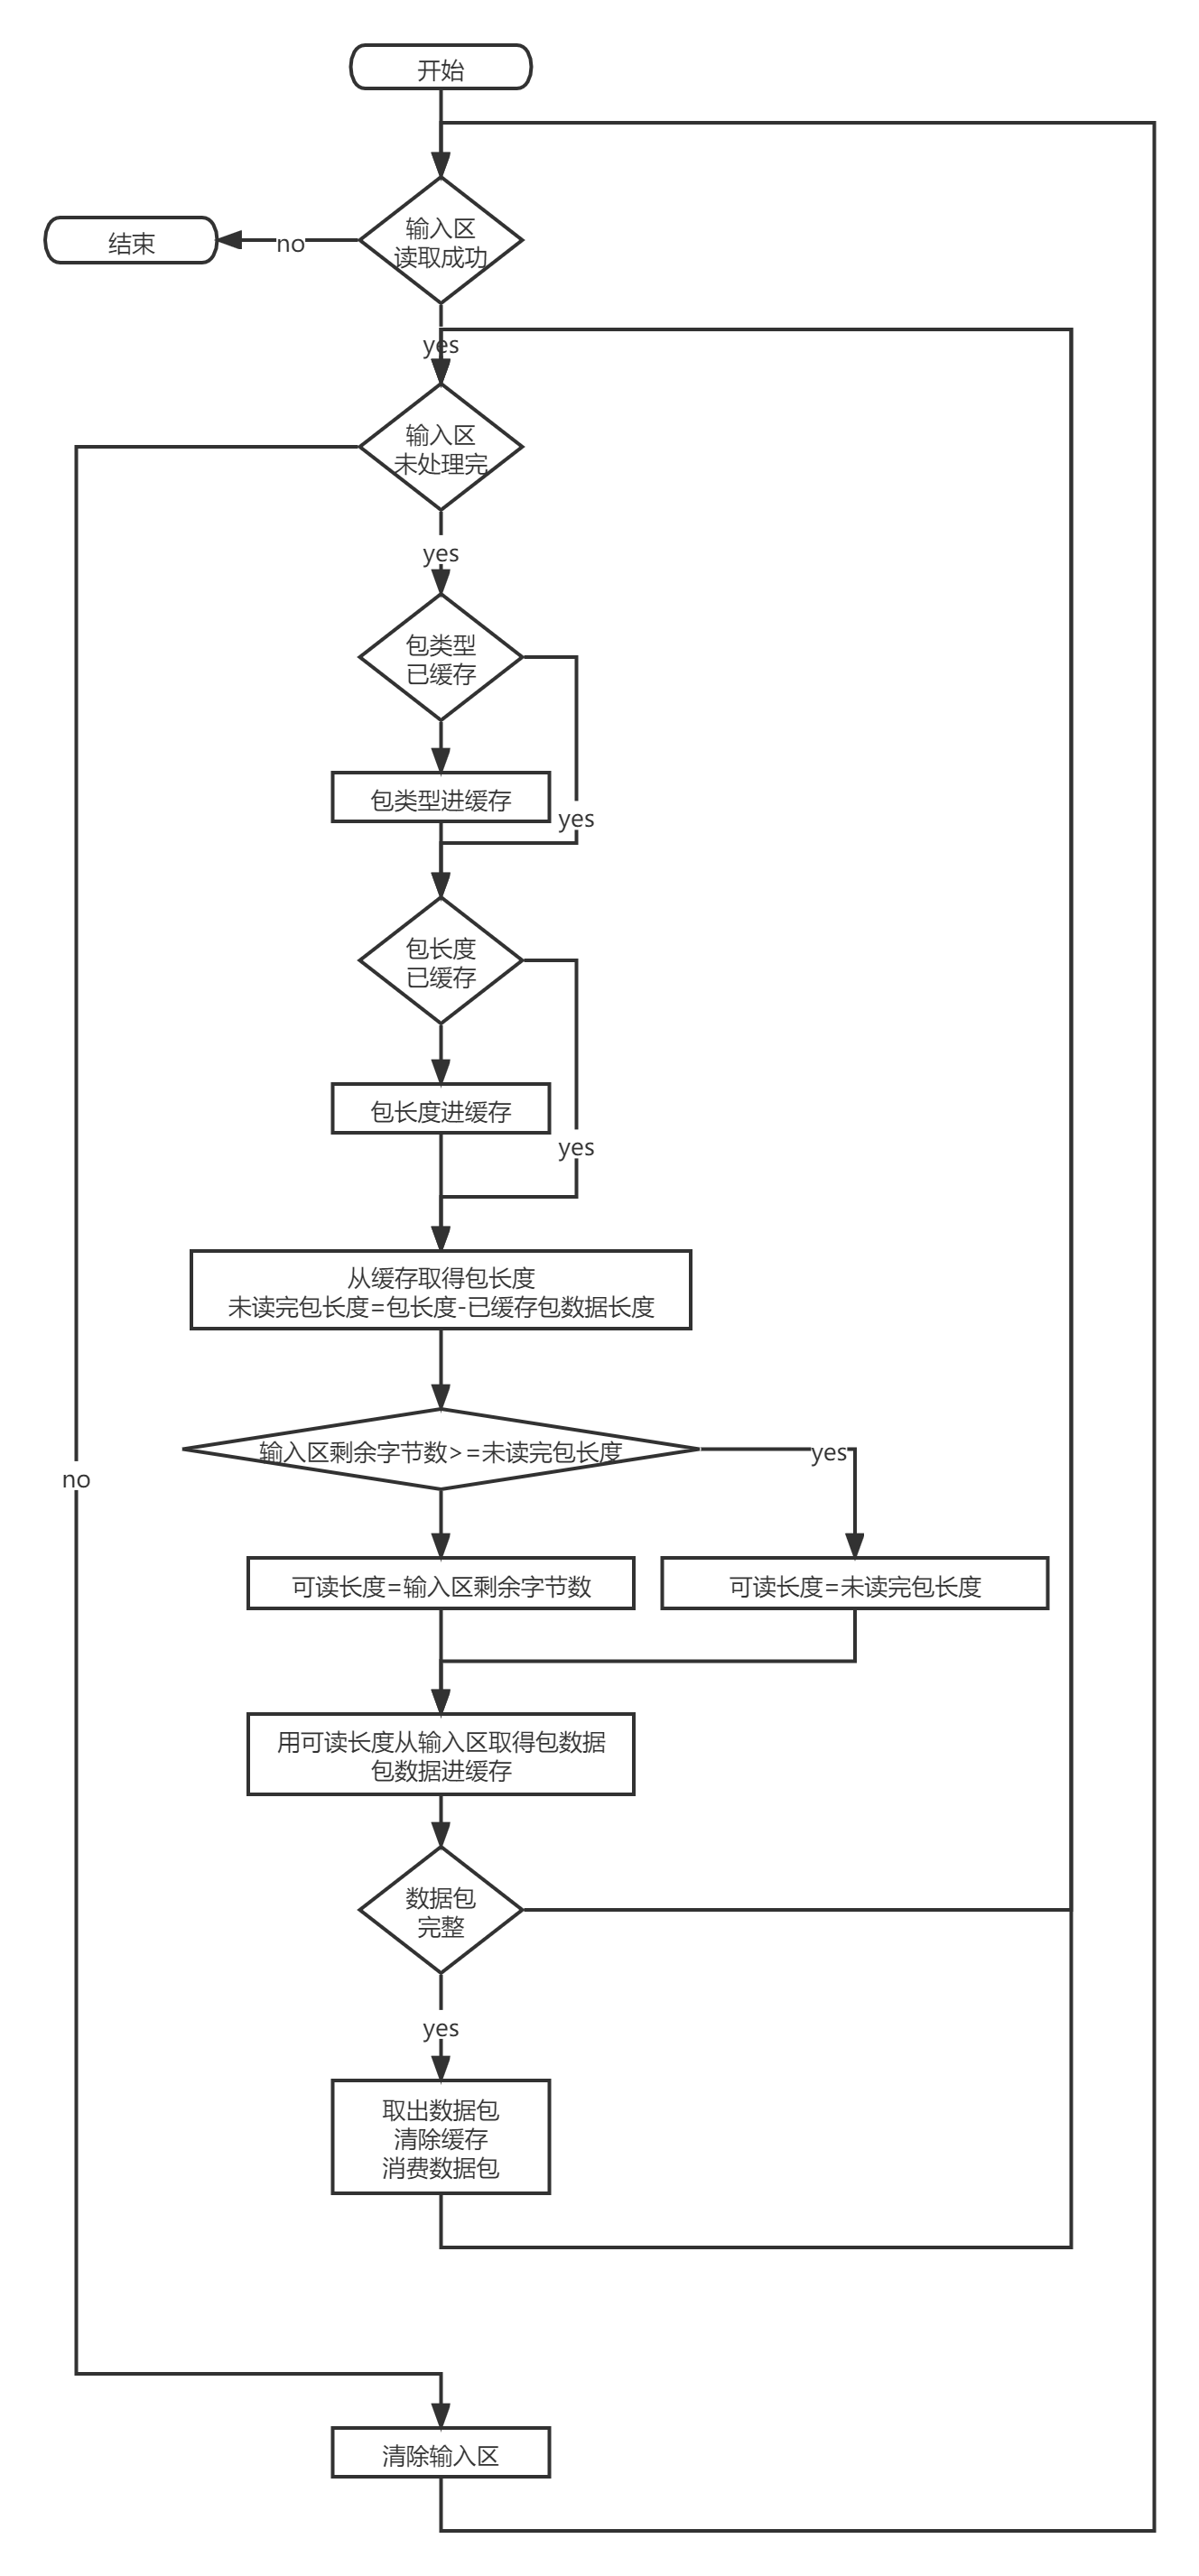 开始
输入区
读取成功
no
结束
yes
输入区
未处理完
yes
包类型
已缓存
包类型进缓存
yes
包长度
已缓存
包长度进缓存
yes
从缓存取得包长度
未读完包长度=包长度-已缓存包数据长度
输入区剩余字节数>=未读完包长度
yes
no
可读长度=输入区剩余字节数
可读长度=未读完包长度
用可读长度从输入区取得包数据
包数据进缓存
数据包
完整
yes
取出数据包
清除缓存
消费数据包
清除输入区